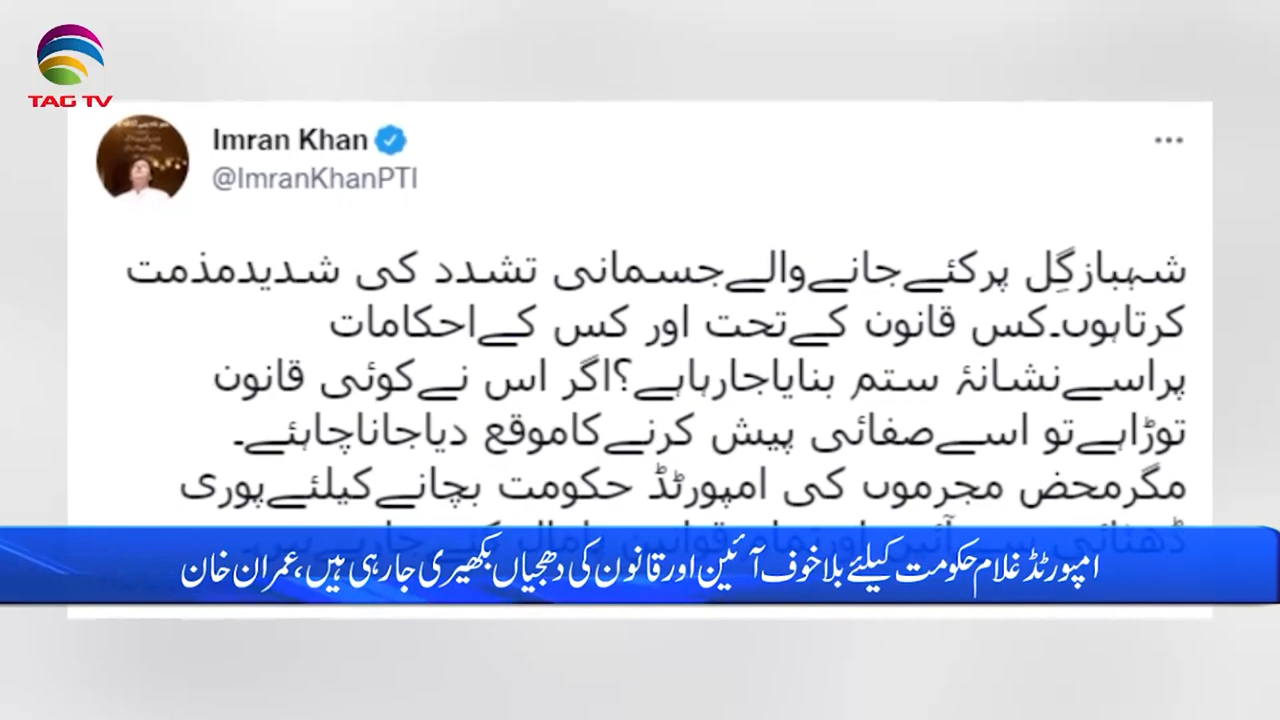 TAG TV
Imran Khan
@ImranKhanPTI
شہبازگِل پرکئےجانےوالےجسمانی تشدد کی شدیدمذمت
کرتاہوں۔کس قانون کےتحت اور کس کےاحکامات
پراسےنشانۂ ستم بنایاجارہاہے؟اگر اس نےکوئی قانون
توڑاہےتو اسےصفائی پیش کرنےکاموقع دیاجاناچاہئے۔
مگرمحض مجرموں کی امپورٹڈ حکومت بچانےکیلئےپوری
امپورٹڈ غلام حکومت کیلئے بلاخوف آئین اور قانون کی دھجیاں بکھیری جارہی ہیں، عمران خان